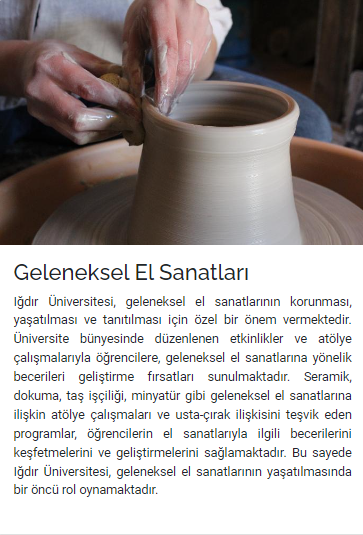 Geleneksel El Sanatları
Iğdır Üniversitesi, geleneksel el sanatlarının korunması,
yaşatılması ve tanıtılması için özel bir önem vermektedir.
Üniversite bünyesinde düzenlenen etkinlikler ve atölye
çalışmalarıyla öğrencilere, geleneksel el sanatlarına yönelik
becerileri geliştirme fırsatları sunulmaktadır. Seramik,
dokuma, taş işçiliği, minyatür gibi geleneksel el sanatlarına
ilişkin atölye çalışmaları ve usta-çırak ilişkisini teşvik eden
programlar, öğrencilerin el sanatlarıyla ilgili becerilerini
keşfetmelerini ve geliştirmelerini sağlamaktadır. Bu sayede
Iğdır Üniversitesi, geleneksel el sanatlarının yaşatılmasında
bir öncü rol oynamaktadır.